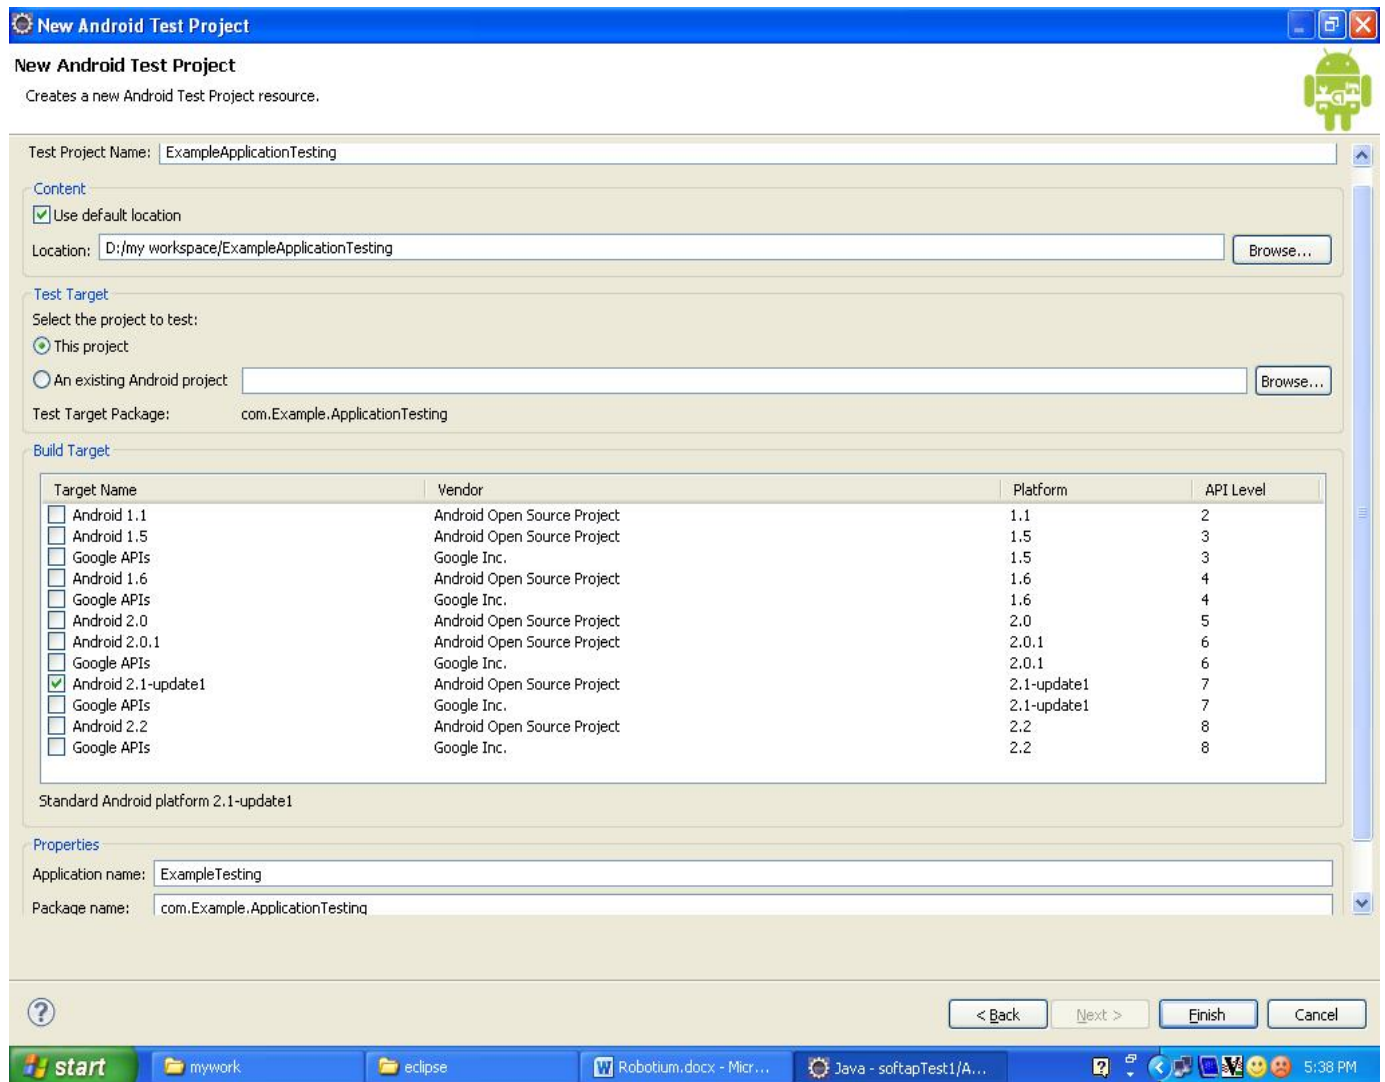 New Android Test Project
New Android Test Project
Creates a new Android Test Project resource.
Test Project Name: ExampleApplicationTesting
Content
Use default location
Location: D:/my workspace/ExampleApplicationTesting Browse...
Test Target
Select the project to test:
This project
An existing Android project Browse...
Test Target Package: com.Example.ApplicationTesting
Build Target
Target Name Vendor Platform API Level
Android 1.1 Android Open Source Project 1.1 2
Android 1.5 Android Open Source Project 1.5 3
Google APIs Google Inc. 1.5 3
Android 1.6 Android Open Source Project 1.6 4
Google APIs Google Inc. 1.6 4
Android 2.0 Android Open Source Project 2.0 5
Android 2.0.1 Android Open Source Project 2.0.1 6
Google APIs Google Inc. 2.0.1 6
Android 2.1-update1 Android Open Source Project 2.1-update1 7
Google APIs Google Inc. 2.1-update1 7
Android 2.2 Android Open Source Project 2.2 8
Google APIs Google Inc. 2.2 8
Standard Android platform 2.1-update1
Properties
Application name: ExampleTesting
Package name: com.Example.ApplicationTesting
? < Back Next > Finish Cancel
start mywork eclipse Robotium.docx - Micr... Java - softapTest1/A... 5:38 PM